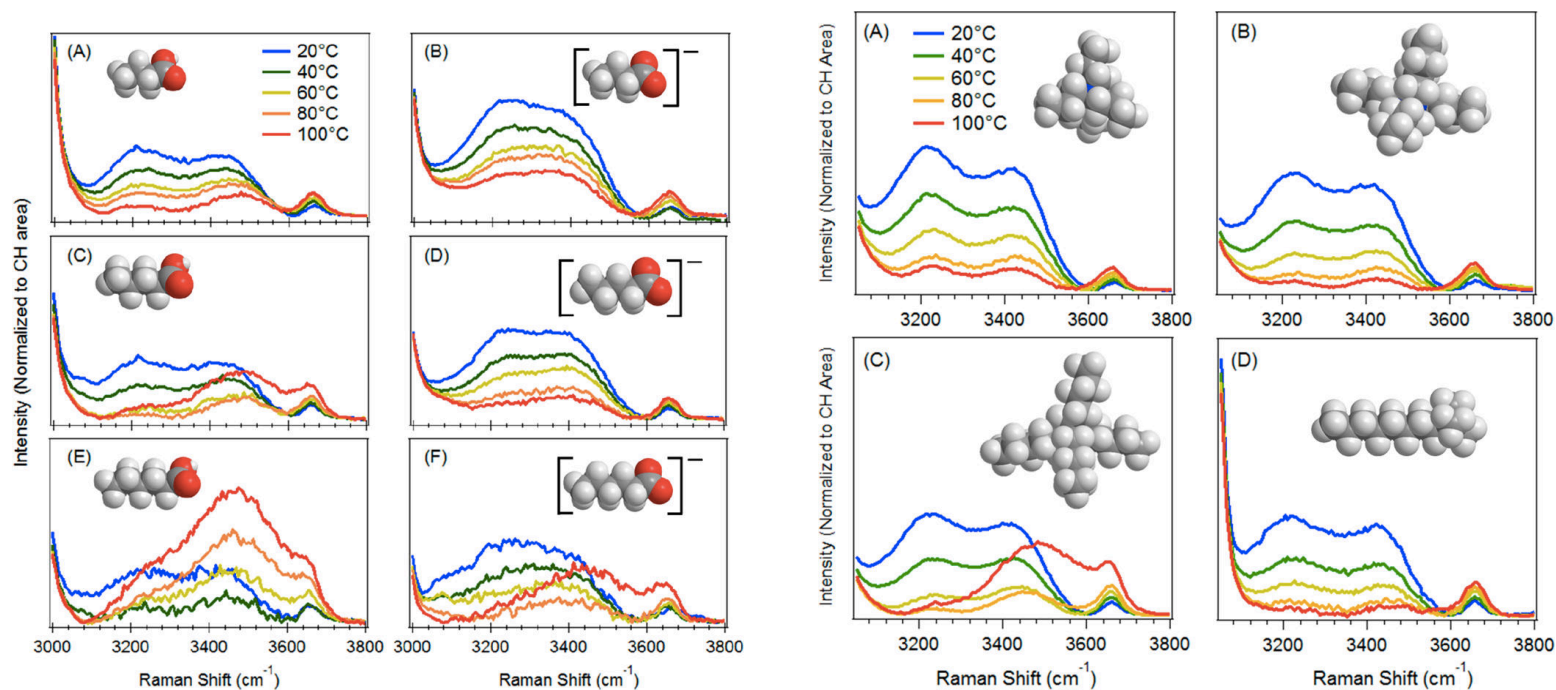 (A)
20°C
40°C
60°C
80°C
100°C
(B)
(C)
(D)
(E)
(F)
Intensity (Normalized to CH area)
3000
3200
3400
3600
3800
3000
3200
3400
3600
3800
Raman Shift (cm⁻¹)
Raman Shift (cm⁻¹)
(A)
20°C
40°C
60°C
80°C
100°C
(B)
Intensity (Normalized to CH Area)
3200
3400
3600
3800
3200
3400
3600
3800
(C)
(D)
Intensity (Normalized to CH Area)
3200
3400
3600
3800
3200
3400
3600
3800
Raman Shift (cm⁻¹)
Raman Shift (cm⁻¹)